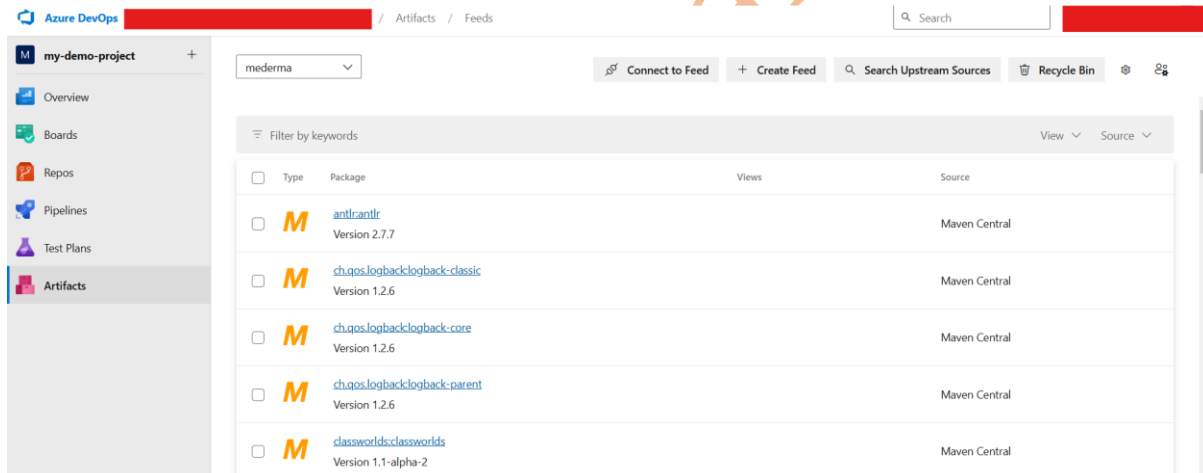 Azure DevOps / Artifacts / Feeds Search
M my-demo-project +
mederma Connect to Feed + Create Feed Search Upstream Sources Recycle Bin
Overview
Boards
Filter by keywords View Source
Repos
Type Package Views Source
Pipelines
M antlr:antlr Maven Central
Version 2.7.7
Test Plans
M ch.qos.logback:logback-classic Maven Central
Version 1.2.6
Artifacts
M ch.qos.logback:logback-core Maven Central
Version 1.2.6
M ch.qos.logback:logback-parent Maven Central
Version 1.2.6
M classworlds:classworlds Maven Central
Version 1.1-alpha-2